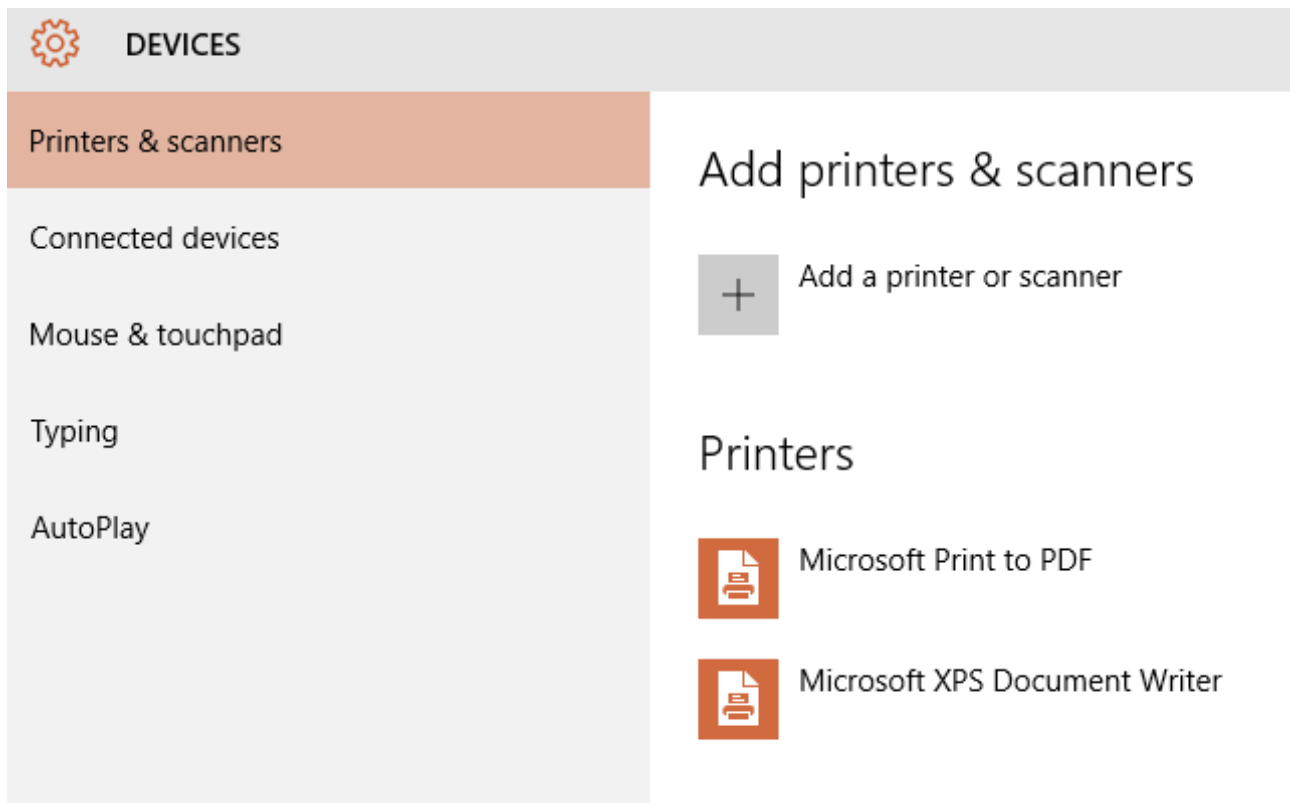 DEVICES
Printers & scanners
Connected devices
Mouse & touchpad
Typing
AutoPlay
Add printers & scanners
Add a printer or scanner
Printers
Microsoft Print to PDF
Microsoft XPS Document Writer